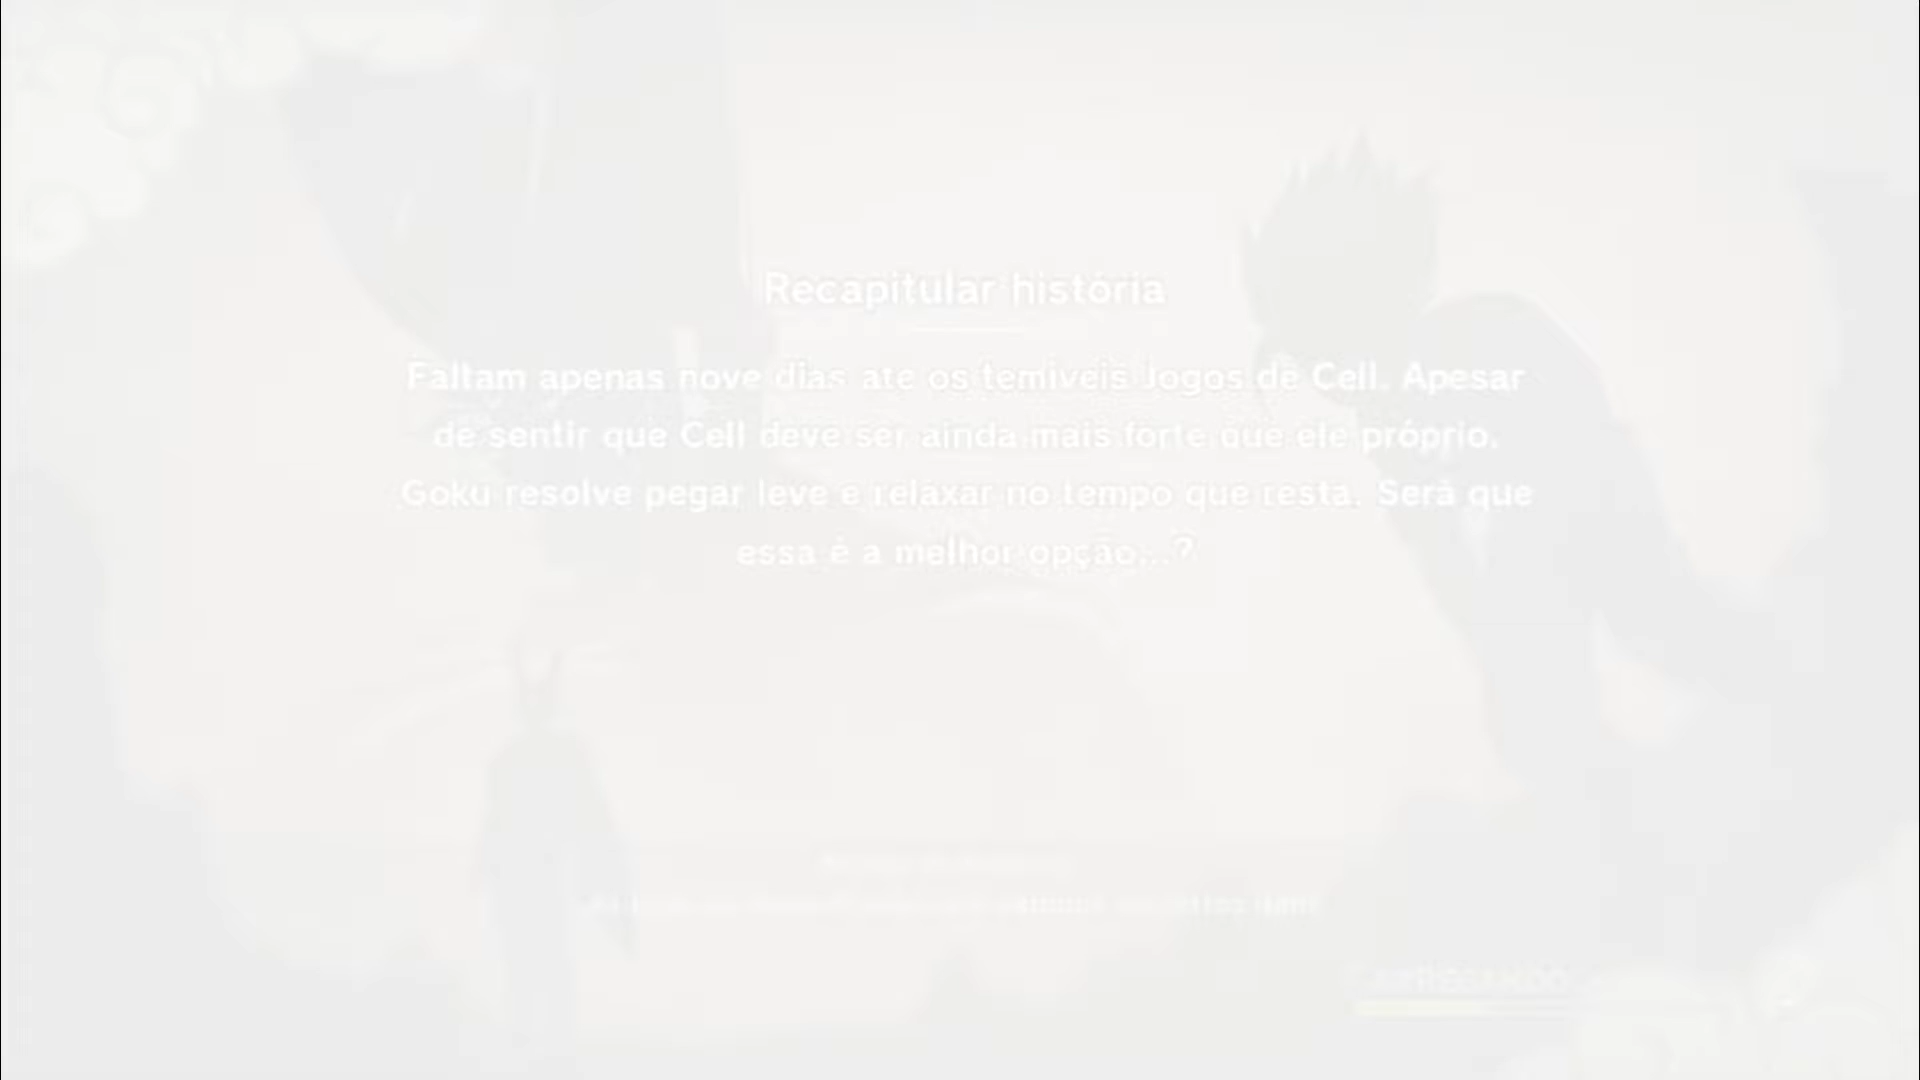 Recapitular história
Faltam apenas nove dias até os temíveis Jogos de Cell. Apesar
de sentir que Cell deve ser ainda mais forte que ele próprio,
Goku resolve pegar leve e relaxar no tempo que resta. Será que
essa é a melhor opção...?
CARREGANDO